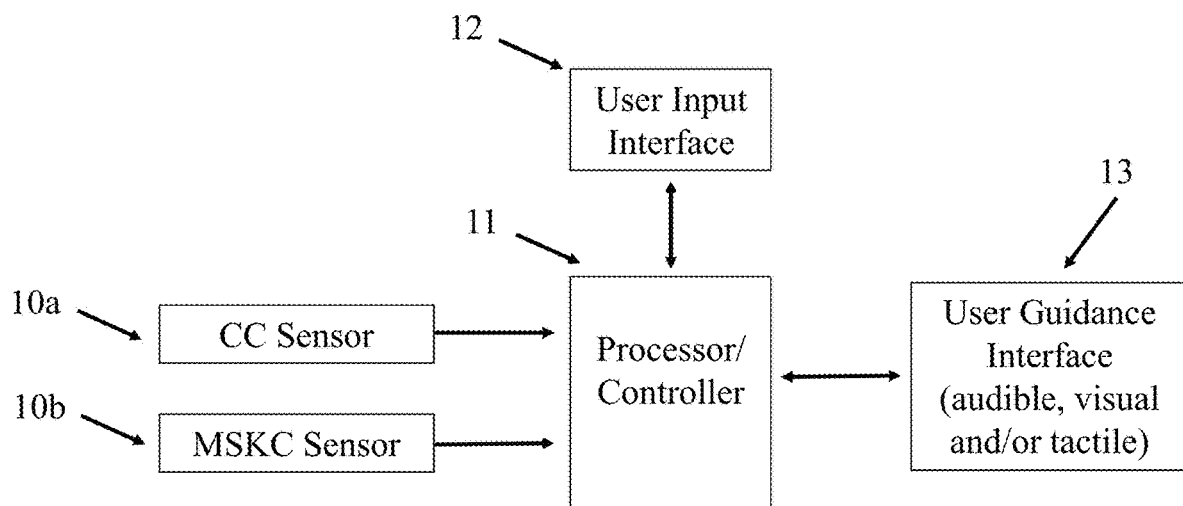 12
User Input
Interface
13
11
10a
CC Sensor
Processor/
Controller
User Guidance
Interface
(audible, visual
and/or tactile)
10b
MSKC Sensor